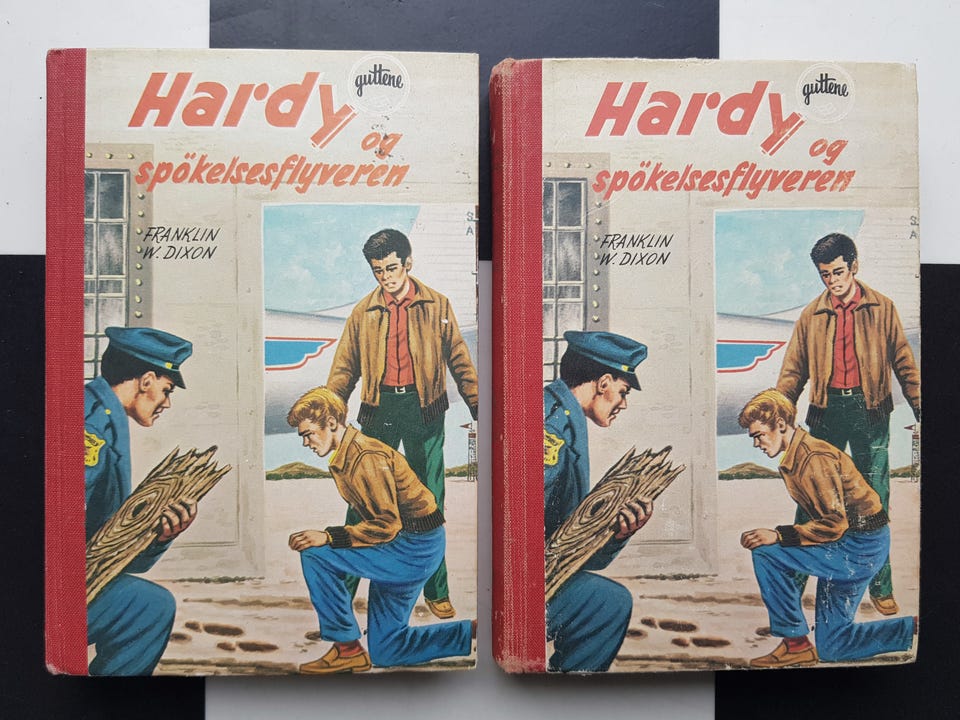 Hardy
guttene
og
spökelsesflyveren
FRANKLIN
W. DIXON
S
A
Hardy
guttene
og
spökelsesflyveren
FRANKLIN
W. DIXON
S
A